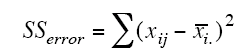 SS_error = ∑(x_ij − x̄_i.)²